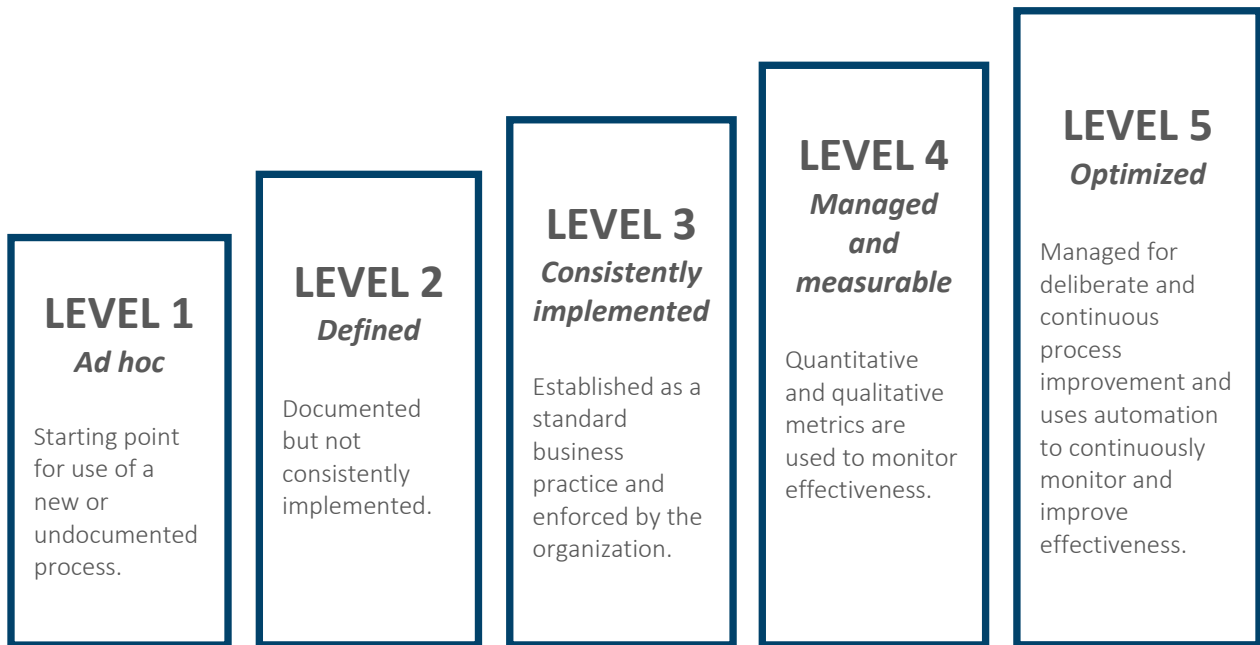 LEVEL 1
Ad hoc
Starting point
for use of a
new or
undocumented
process.
LEVEL 2
Defined
Documented
but not
consistently
implemented.
LEVEL 3
Consistently
implemented
Established as a
standard
business
practice and
enforced by the
organization.
LEVEL 4
Managed
and
measurable
Quantitative
and qualitative
metrics are
used to monitor
effectiveness.
LEVEL 5
Optimized
Managed for
deliberate and
continuous
process
improvement and
uses automation
to continuously
monitor and
improve
effectiveness.